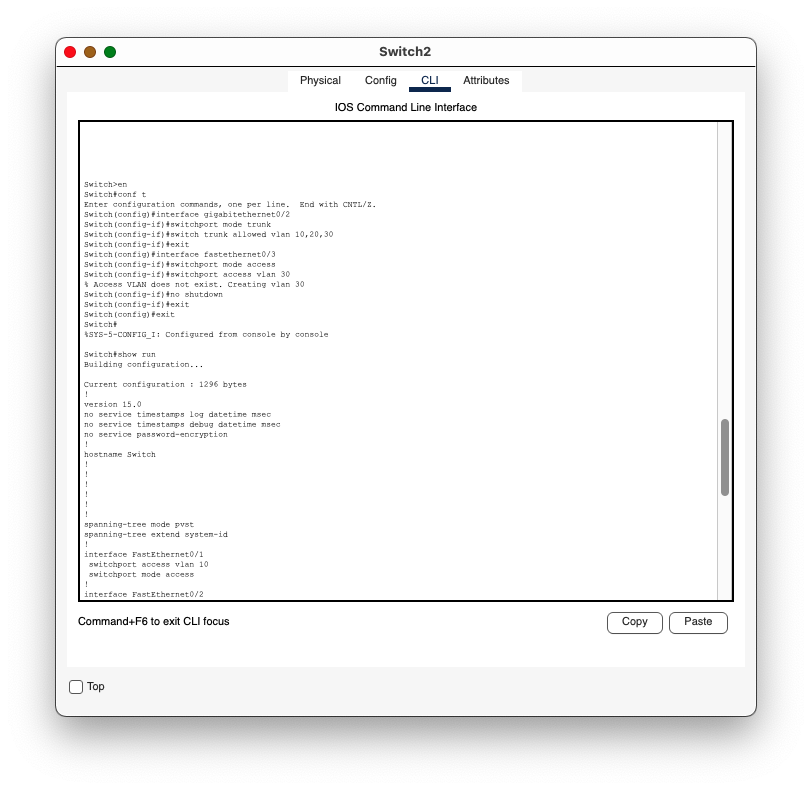 Switch2
Physical Config CLI Attributes
IOS Command Line Interface
Switch>en
Switch#conf t
Enter configuration commands, one per line.  End with CNTL/Z.
Switch(config)#interface gigabitethernet0/2
Switch(config-if)#switchport mode trunk
Switch(config-if)#switch trunk allowed vlan 10,20,30
Switch(config-if)#exit
Switch(config)#interface fastethernet0/3
Switch(config-if)#switchport mode access
Switch(config-if)#switchport access vlan 30
% Access VLAN does not exist. Creating vlan 30
Switch(config-if)#no shutdown
Switch(config-if)#exit
Switch(config)#exit
Switch#
%SYS-5-CONFIG_I: Configured from console by console
Switch#show run
Building configuration...
Current configuration : 1296 bytes
!
version 15.0
no service timestamps log datetime msec
no service timestamps debug datetime msec
no service password-encryption
!
hostname Switch
!
!
!
!
!
!
spanning-tree mode pvst
spanning-tree extend system-id
!
interface FastEthernet0/1
 switchport access vlan 10
 switchport mode access
!
interface FastEthernet0/2
Command+F6 to exit CLI focus
Copy Paste
Top